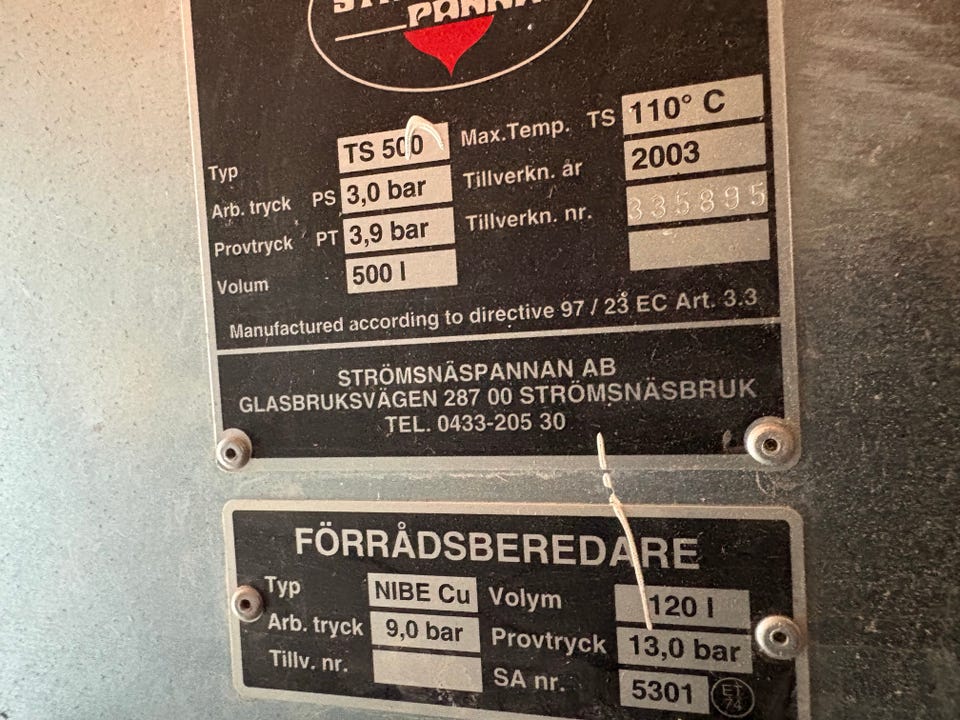 PANNAN
Typ TS 500 Max.Temp. TS 110° C
Arb. tryck PS 3,0 bar Tillverkn. år 2003
Provtryck PT 3,9 bar Tillverkn. nr. 335895
Volum 500 l
Manufactured according to directive 97 / 23 EC Art. 3.3
STRÖMSNÄSPANNAN AB
GLASBRUKSVÄGEN 287 00 STRÖMSNÄSBRUK
TEL. 0433-205 30
FÖRRÅDSBEREDARE
Typ NIBE Cu Volym 120 l
Arb. tryck 9,0 bar Provtryck 13,0 bar
Tillv. nr. SA nr. 5301 ET 74